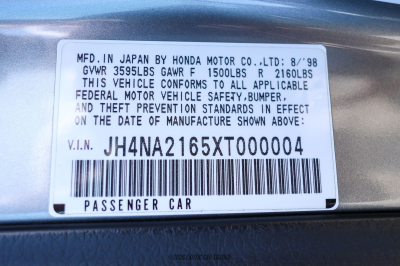 MFD.IN JAPAN BY HONDA MOTOR CO.,LTD: 8/'98
GVWR 3595LBS GAWR F 1500LBS R 2160LBS
THIS VEHICLE CONFORMS TO ALL APPLICABLE
FEDERAL MOTOR VEHICLE SAFETY,BUMPER,
AND THEFT PREVENTION STANDARDS IN EFFECT
ON THE DATE OF MANUFACTURE SHOWN ABOVE.
V.I.N. JH4NA2165XT000004
PASSENGER CAR